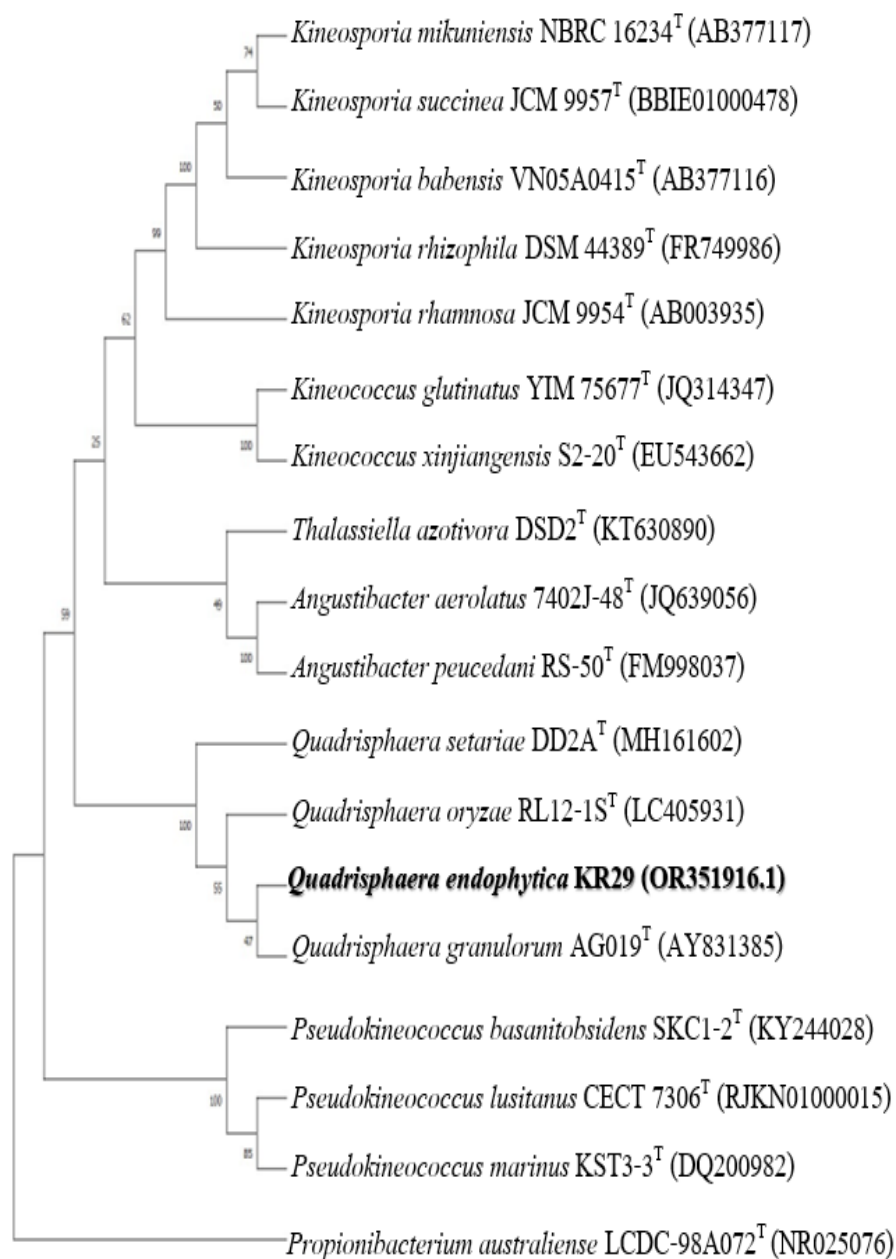 Kineosporia mikuniensis NBRC 16234T (AB377117)
74
Kineosporia succinea JCM 9957T (BBIE01000478)
50
Kineosporia babensis VN05A0415T (AB377116)
100
Kineosporia rhizophila DSM 44389T (FR749986)
99
Kineosporia rhamnosa JCM 9954T (AB003935)
62
Kineococcus glutinatus YIM 75677T (JQ314347)
100
Kineococcus xinjiangensis S2-20T (EU543662)
25
Thalassiella azotivora DSD2T (KT630890)
49
Angustibacter aerolatus 7402J-48T (JQ639056)
100
Angustibacter peucedani RS-50T (FM998037)
Quadrisphaera setariae DD2AT (MH161602)
100
Quadrisphaera oryzae RL12-1ST (LC405931)
55
Quadrisphaera endophytica KR29 (OR351916.1)
47
Quadrisphaera granulorum AG019T (AY831385)
Pseudokineococcus basanitobsidens SKC1-2T (KY244028)
100
Pseudokineococcus lusitanus CECT 7306T (RJKN01000015)
85
Pseudokineococcus marinus KST3-3T (DQ200982)
Propionibacterium australiense LCDC-98A072T (NR025076)